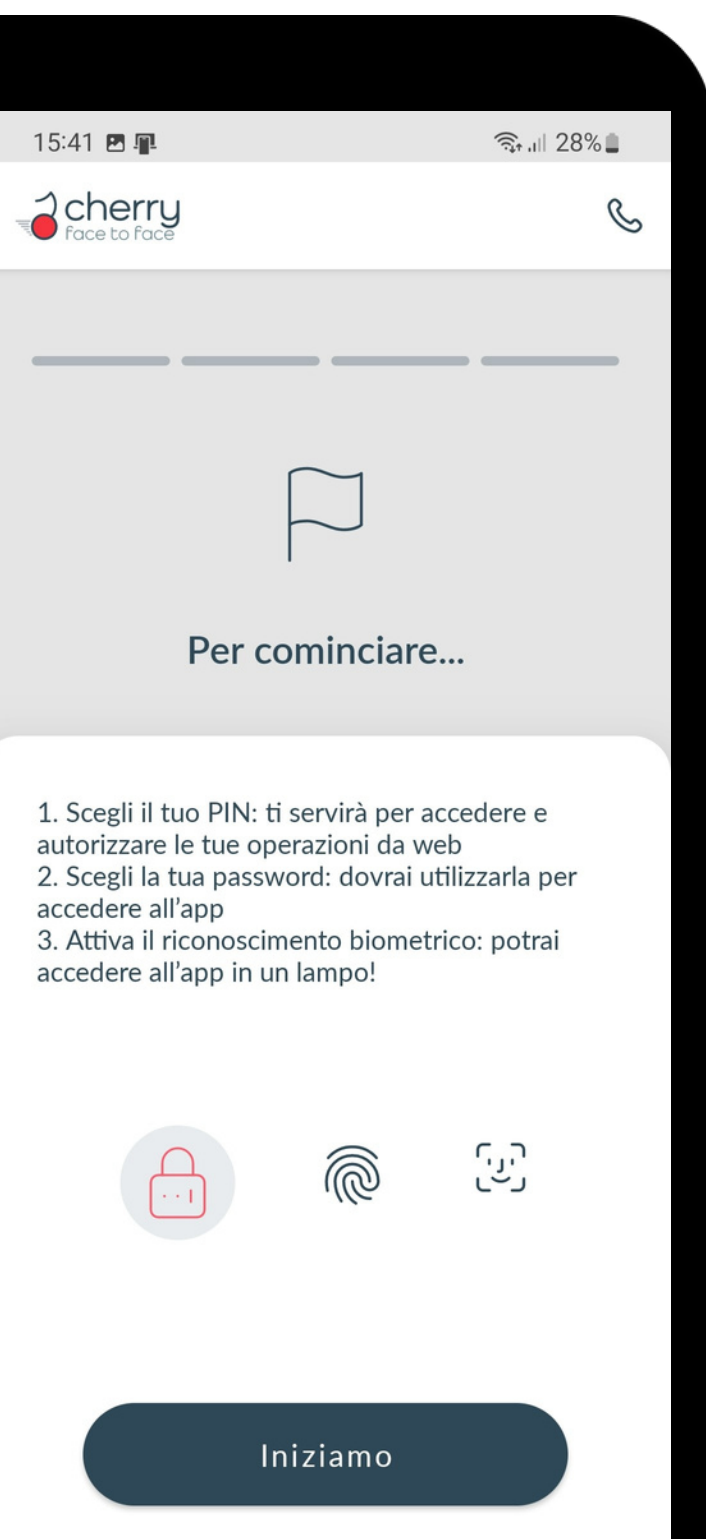 15:41
28%
cherry
face to face
Per cominciare...
1. Scegli il tuo PIN: ti servirà per accedere e
autorizzare le tue operazioni da web
2. Scegli la tua password: dovrai utilizzarla per
accedere all'app
3. Attiva il riconoscimento biometrico: potrai
accedere all'app in un lampo!
Iniziamo